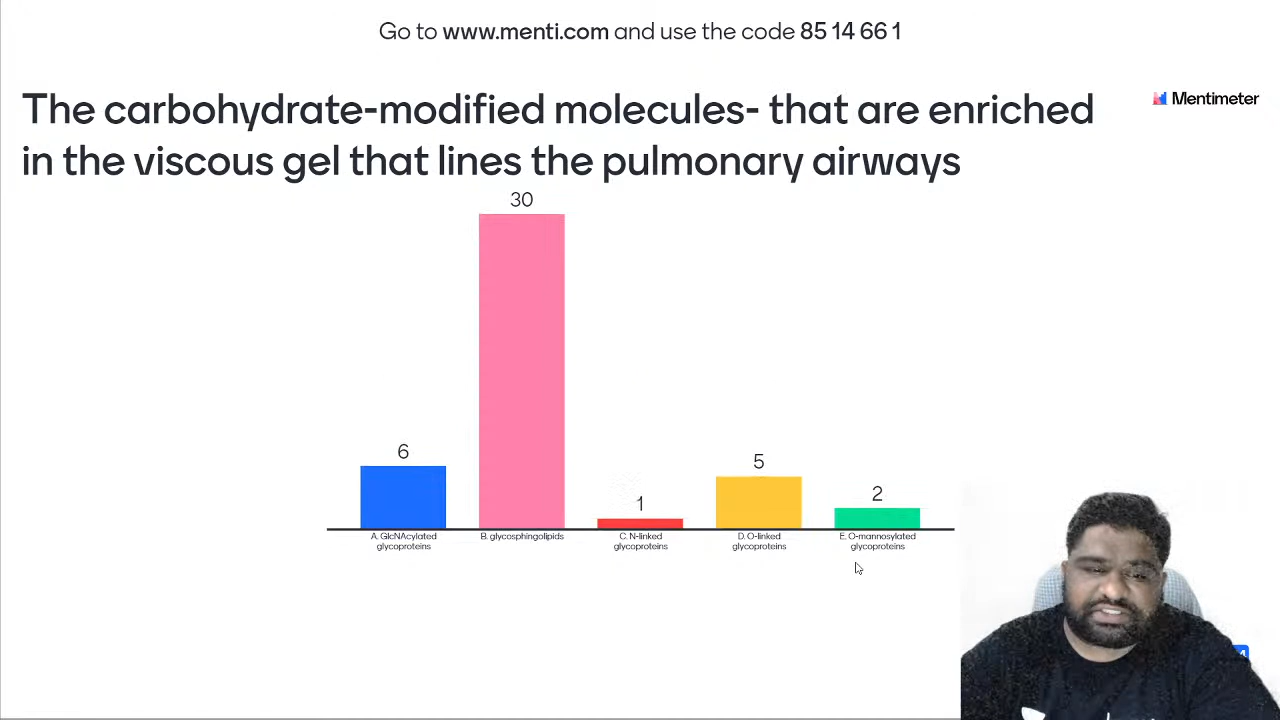 Go to www.menti.com and use the code 85 14 66 1
The carbohydrate-modified molecules- that are enriched
in the viscous gel that lines the pulmonary airways
Mentimeter
30
6
1
5
2
A. GlcNAcylated
glycoproteins
B. glycosphingolipids
C. N-linked
glycoproteins
D. O-linked
glycoproteins
E. O-mannosylated
glycoproteins